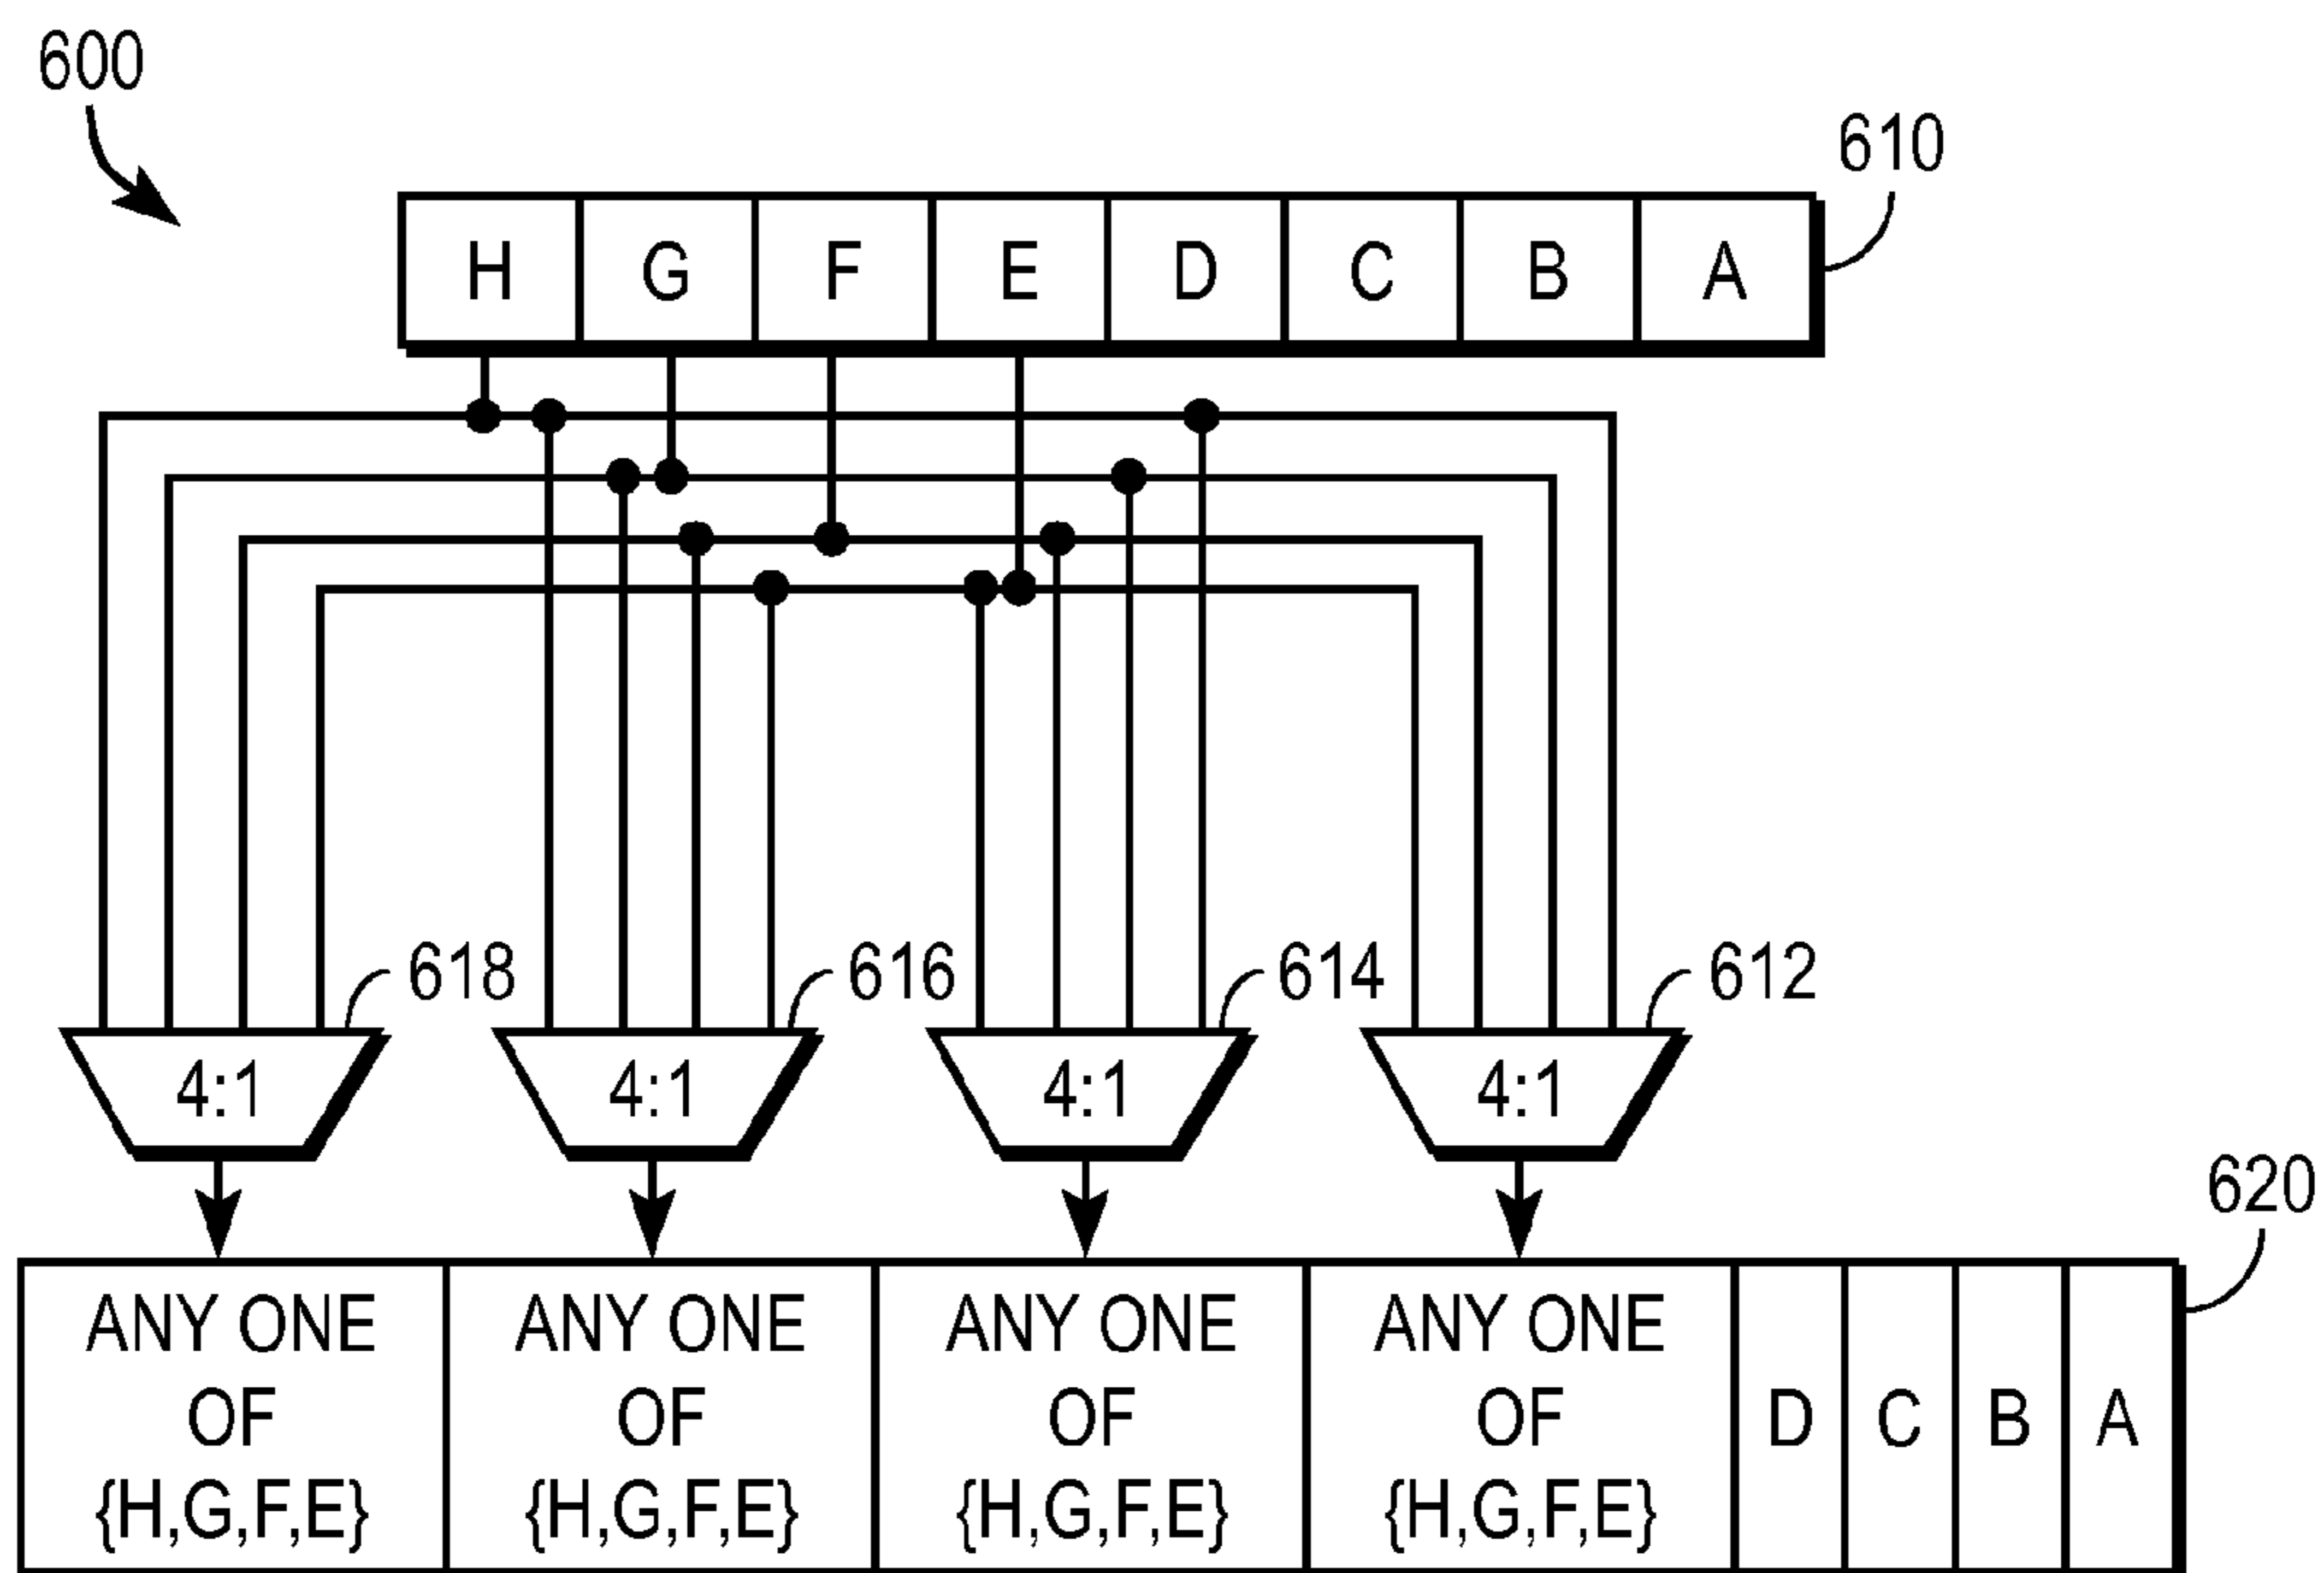 600
610
H G F E D C B A
618 616 614 612
4:1 4:1 4:1 4:1
620
ANY ONE ANY ONE ANY ONE ANY ONE
OF OF OF OF D C B A
{H,G,F,E} {H,G,F,E} {H,G,F,E} {H,G,F,E}